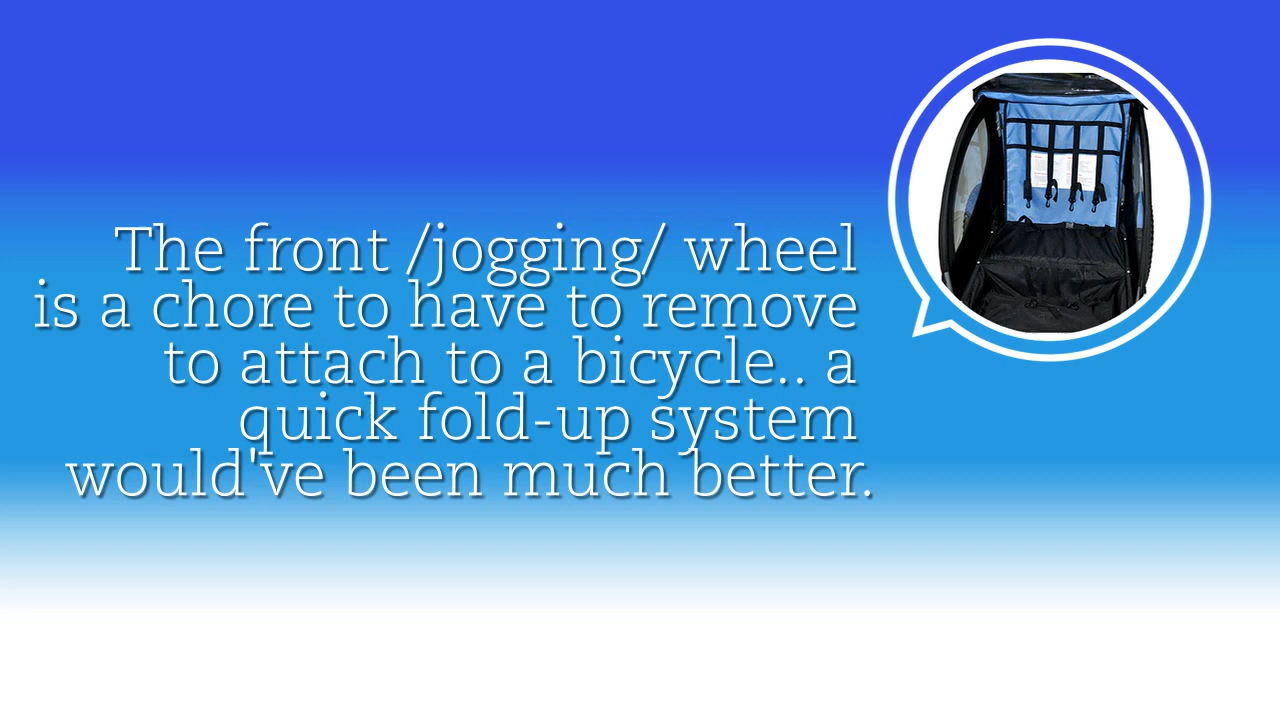 The front /jogging/ wheel
is a chore to have to remove
to attach to a bicycle.. a
quick fold-up system
would've been much better.